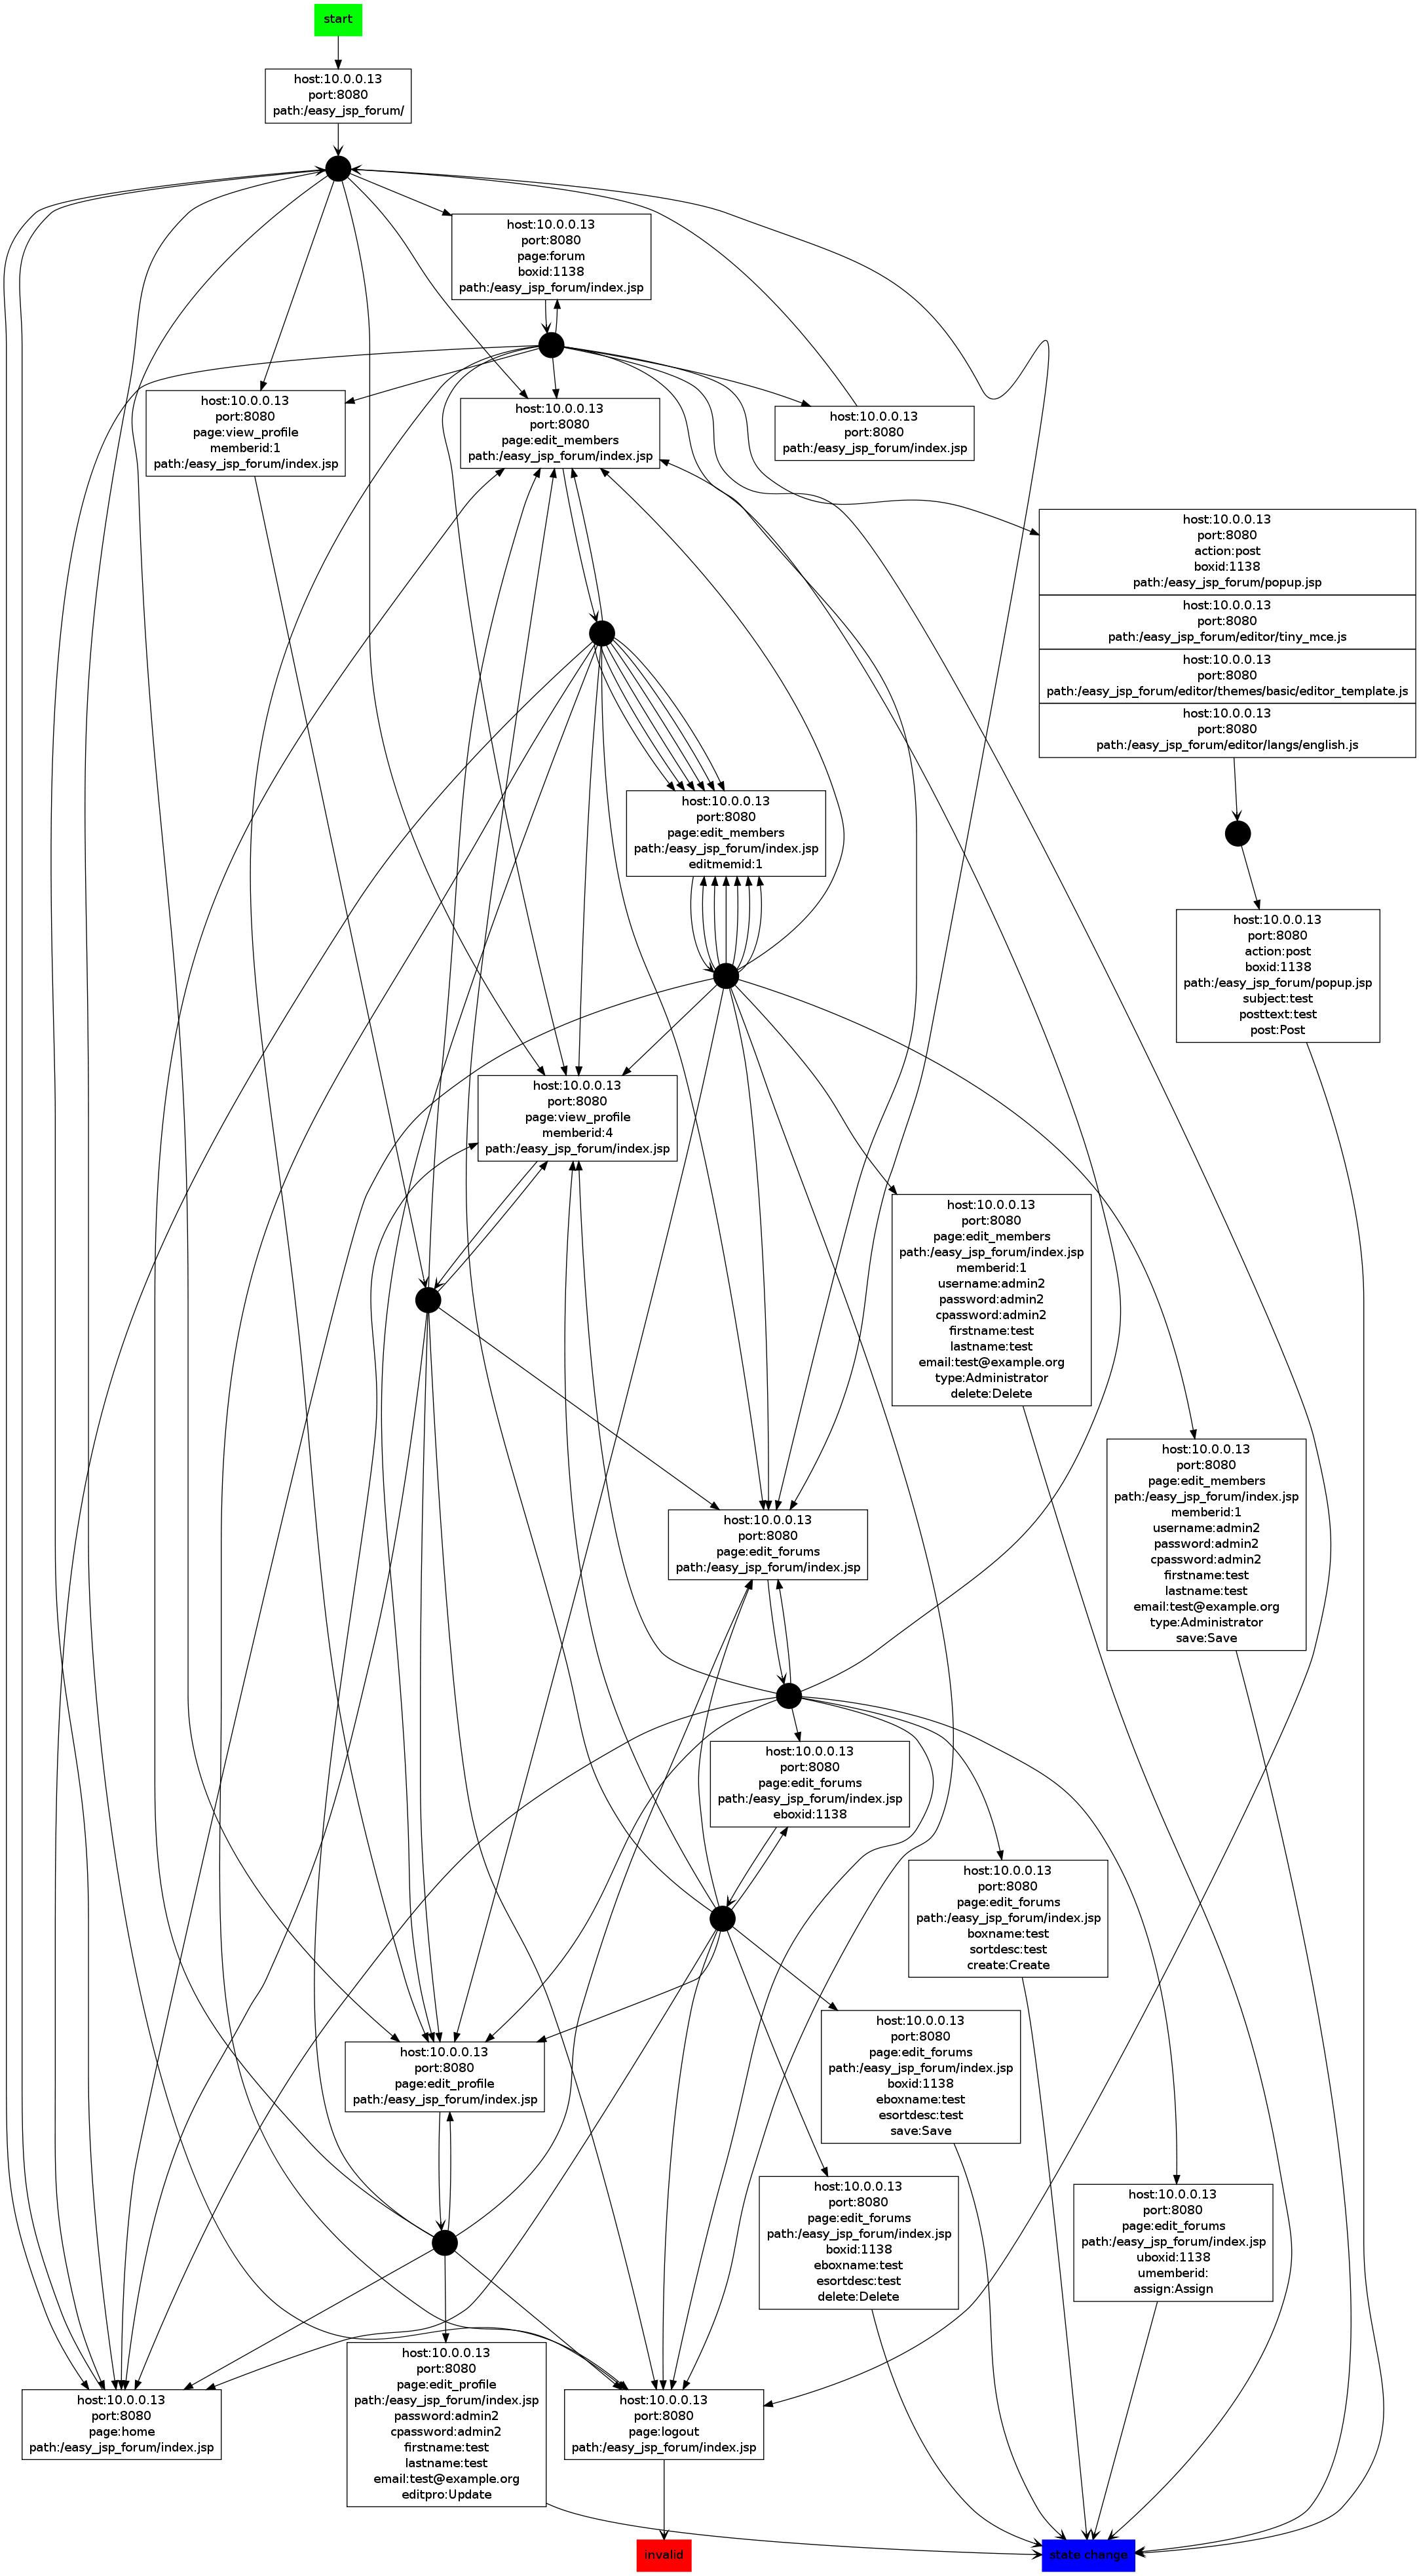 start
host:10.0.0.13
port:8080
path:/easy_jsp_forum/
host:10.0.0.13
port:8080
page:forum
boxid:1138
path:/easy_jsp_forum/index.jsp
host:10.0.0.13
port:8080
page:view_profile
memberid:1
path:/easy_jsp_forum/index.jsp
host:10.0.0.13
port:8080
page:edit_members
path:/easy_jsp_forum/index.jsp
host:10.0.0.13
port:8080
path:/easy_jsp_forum/index.jsp
host:10.0.0.13
port:8080
action:post
boxid:1138
path:/easy_jsp_forum/popup.jsp
host:10.0.0.13
port:8080
path:/easy_jsp_forum/editor/tiny_mce.js
host:10.0.0.13
port:8080
path:/easy_jsp_forum/editor/themes/basic/editor_template.js
host:10.0.0.13
port:8080
path:/easy_jsp_forum/editor/langs/english.js
host:10.0.0.13
port:8080
page:edit_members
path:/easy_jsp_forum/index.jsp
editmemid:1
host:10.0.0.13
port:8080
action:post
boxid:1138
path:/easy_jsp_forum/popup.jsp
subject:test
posttext:test
post:Post
host:10.0.0.13
port:8080
page:view_profile
memberid:4
path:/easy_jsp_forum/index.jsp
host:10.0.0.13
port:8080
page:edit_members
path:/easy_jsp_forum/index.jsp
memberid:1
username:admin2
password:admin2
cpassword:admin2
firstname:test
lastname:test
email:test@example.org
type:Administrator
delete:Delete
host:10.0.0.13
port:8080
page:edit_members
path:/easy_jsp_forum/index.jsp
memberid:1
username:admin2
password:admin2
cpassword:admin2
firstname:test
lastname:test
email:test@example.org
type:Administrator
save:Save
host:10.0.0.13
port:8080
page:edit_forums
path:/easy_jsp_forum/index.jsp
host:10.0.0.13
port:8080
page:edit_forums
path:/easy_jsp_forum/index.jsp
eboxid:1138
host:10.0.0.13
port:8080
page:edit_forums
path:/easy_jsp_forum/index.jsp
boxname:test
sortdesc:test
create:Create
host:10.0.0.13
port:8080
page:edit_forums
path:/easy_jsp_forum/index.jsp
boxid:1138
eboxname:test
esortdesc:test
save:Save
host:10.0.0.13
port:8080
page:edit_profile
path:/easy_jsp_forum/index.jsp
host:10.0.0.13
port:8080
page:edit_forums
path:/easy_jsp_forum/index.jsp
boxid:1138
eboxname:test
esortdesc:test
delete:Delete
host:10.0.0.13
port:8080
page:edit_forums
path:/easy_jsp_forum/index.jsp
uboxid:1138
umemberid:
assign:Assign
host:10.0.0.13
port:8080
page:home
path:/easy_jsp_forum/index.jsp
host:10.0.0.13
port:8080
page:edit_profile
path:/easy_jsp_forum/index.jsp
password:admin2
cpassword:admin2
firstname:test
lastname:test
email:test@example.org
editpro:Update
host:10.0.0.13
port:8080
page:logout
path:/easy_jsp_forum/index.jsp
invalid
state change